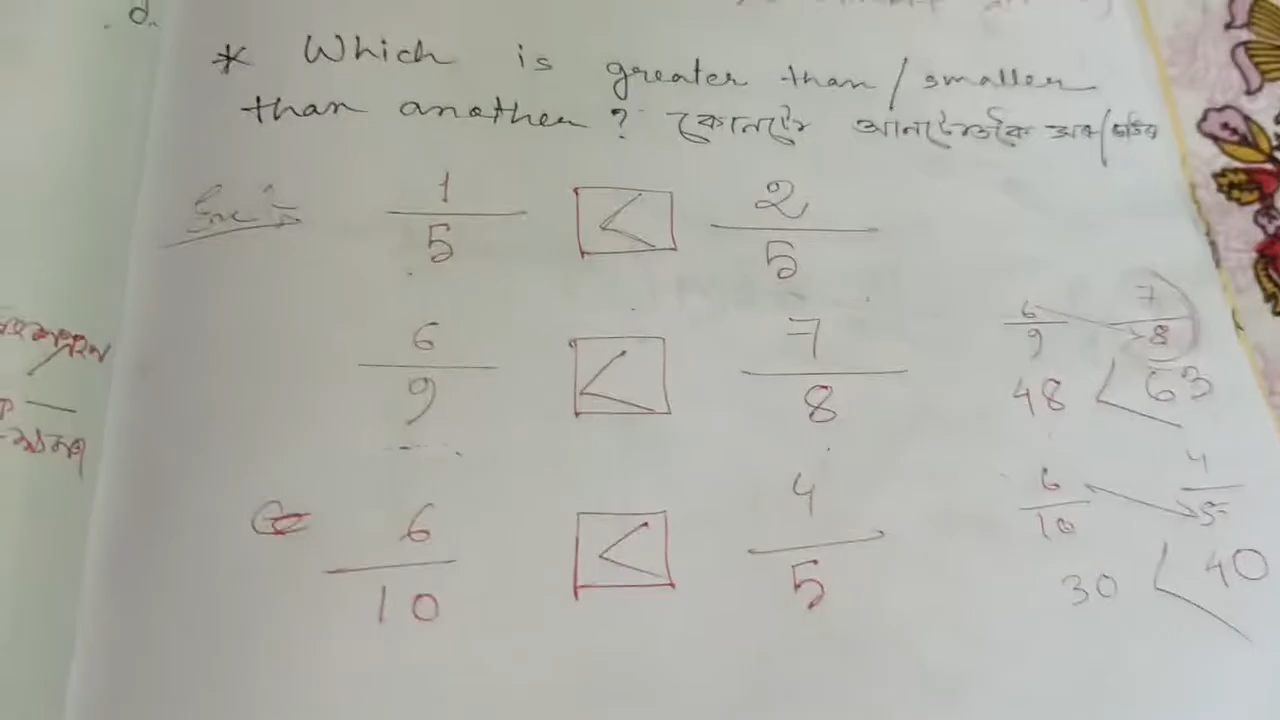 d.
* Which is greater than/smaller
than another? কোনটো আনটোতকৈ
1/5 < 2/5
6/9 < 7/8
6/9 7/8
48 < 63
6/10 < 4/5
6/10 4/5
30 < 40